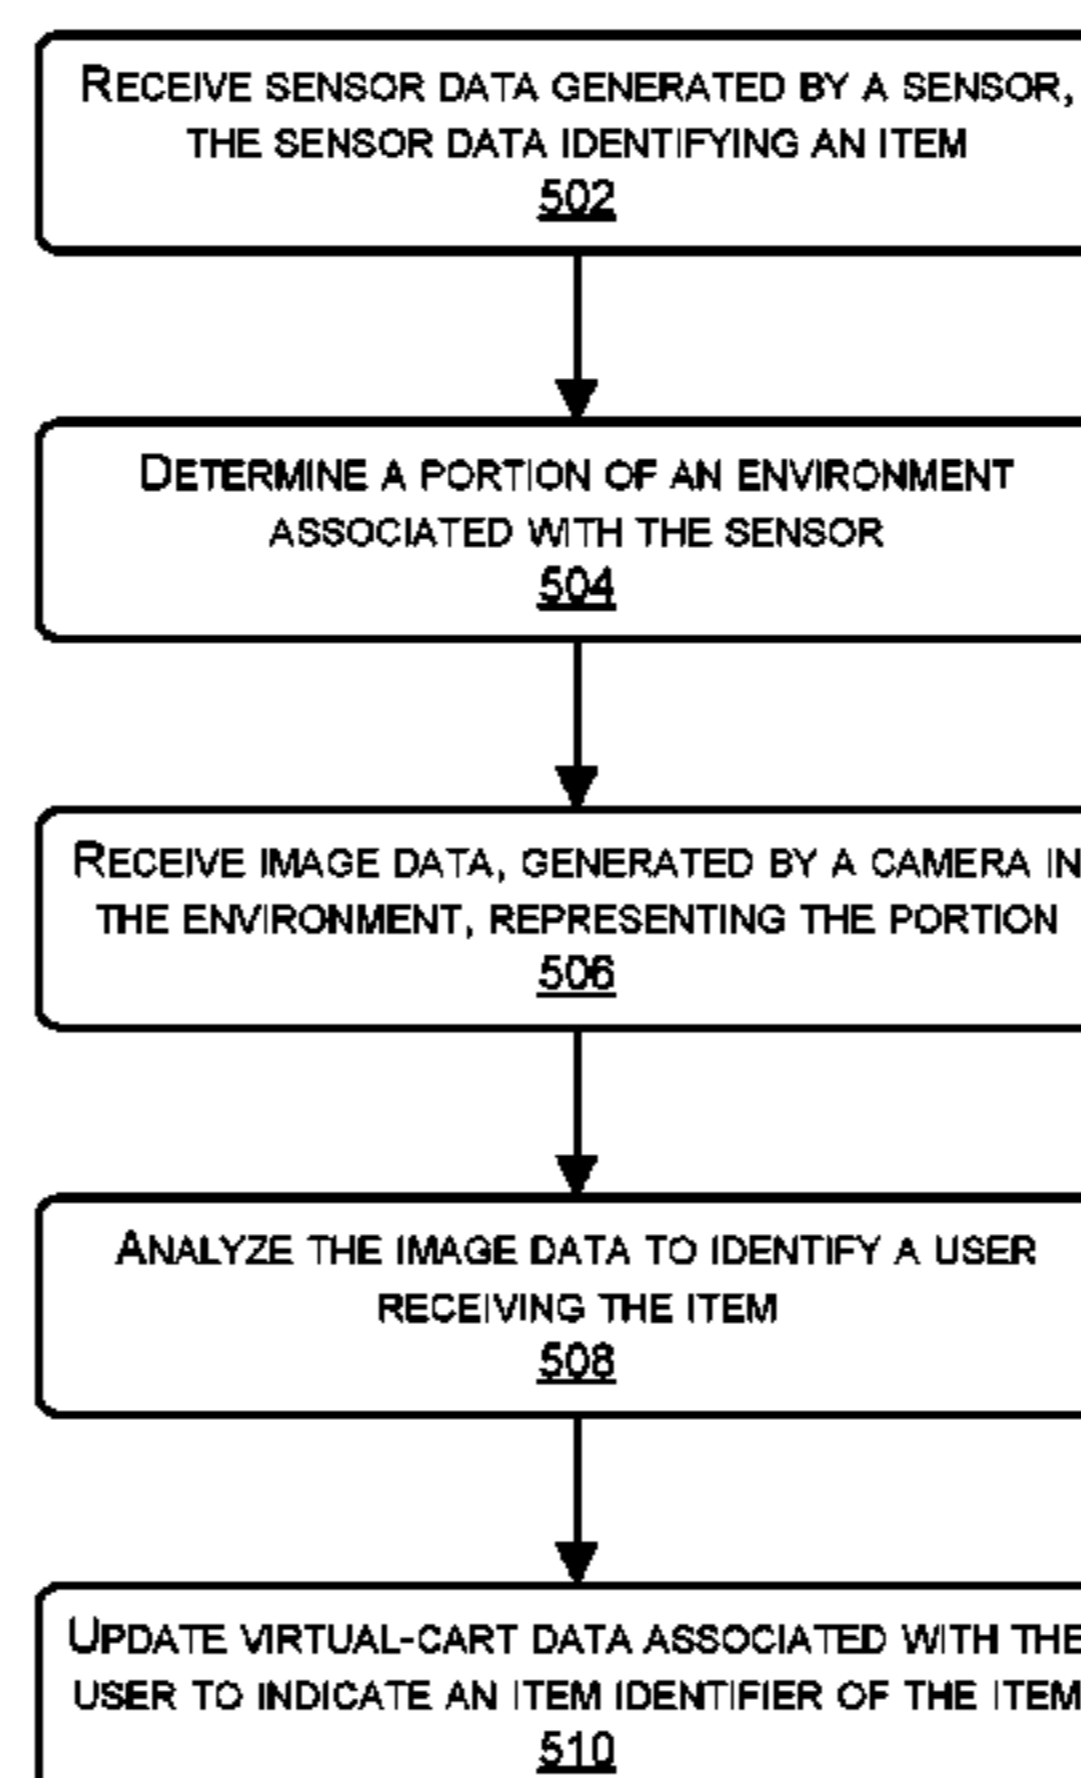 RECEIVE SENSOR DATA GENERATED BY A SENSOR,
THE SENSOR DATA IDENTIFYING AN ITEM
502
DETERMINE A PORTION OF AN ENVIRONMENT
ASSOCIATED WITH THE SENSOR
504
RECEIVE IMAGE DATA, GENERATED BY A CAMERA IN
THE ENVIRONMENT, REPRESENTING THE PORTION
506
ANALYZE THE IMAGE DATA TO IDENTIFY A USER
RECEIVING THE ITEM
508
UPDATE VIRTUAL-CART DATA ASSOCIATED WITH THE
USER TO INDICATE AN ITEM IDENTIFIER OF THE ITEM
510